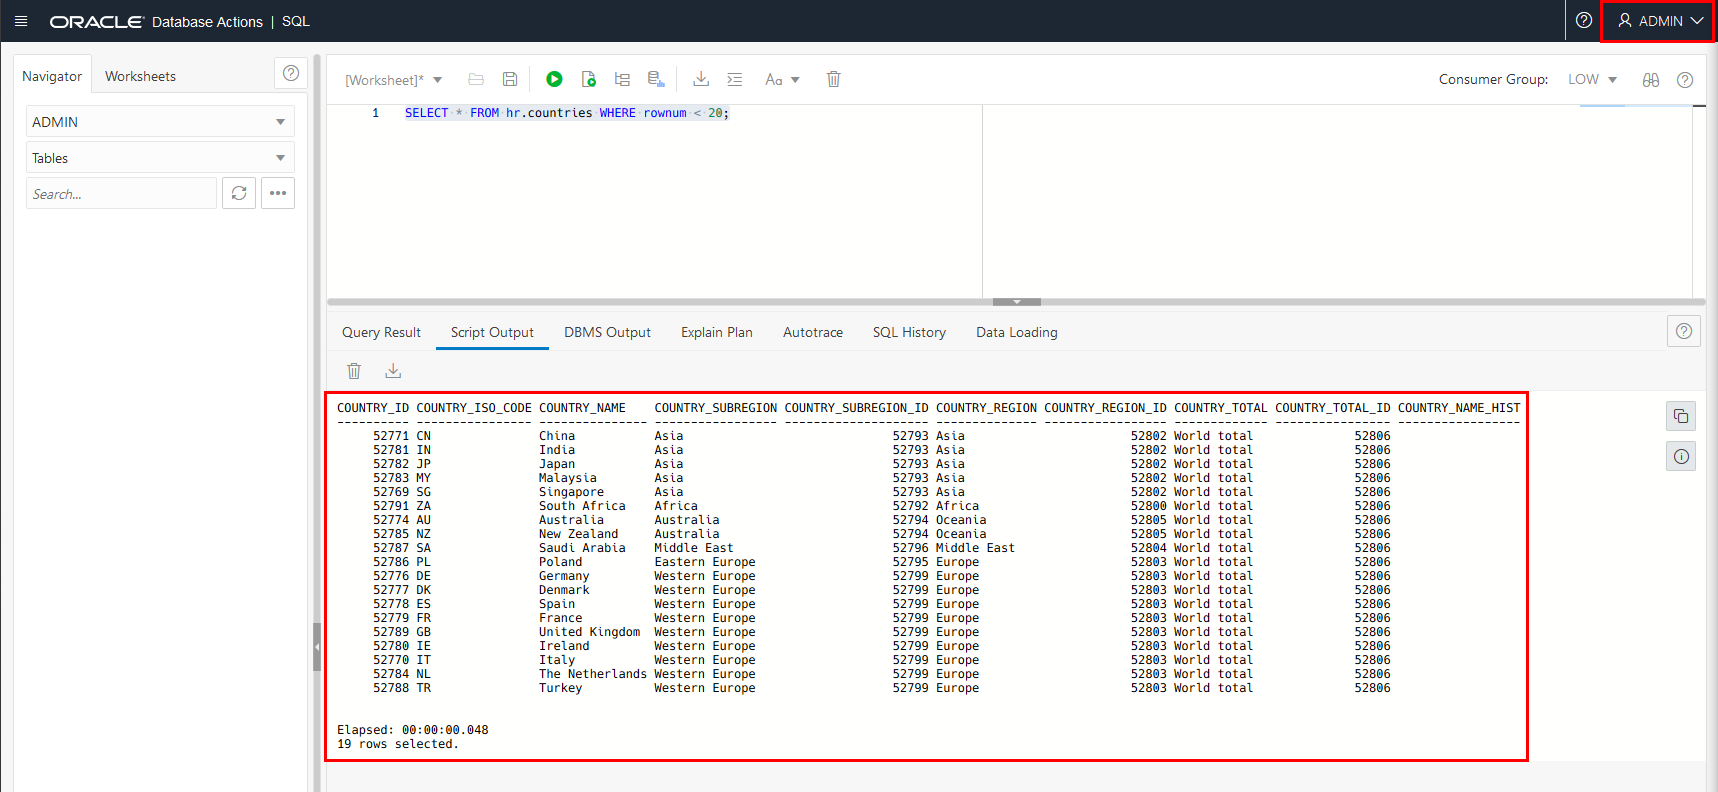 ORACLE Database Actions | SQL
ADMIN
Navigator
Worksheets
ADMIN
Tables
Search...
[Worksheet]*
Aa
Consumer Group: LOW
1 SELECT * FROM hr.countries WHERE rownum < 20;
Query Result Script Output DBMS Output Explain Plan Autotrace SQL History Data Loading
COUNTRY_ID COUNTRY_ISO_CODE COUNTRY_NAME COUNTRY_SUBREGION COUNTRY_SUBREGION_ID COUNTRY_REGION COUNTRY_REGION_ID COUNTRY_TOTAL COUNTRY_TOTAL_ID COUNTRY_NAME_HIST
---------- ---------------- --------------- ----------------- -------------------- -------------- ----------------- ------------- ---------------- -----------------
52771 CN China Asia 52793 Asia 52802 World total 52806
52781 IN India Asia 52793 Asia 52802 World total 52806
52782 JP Japan Asia 52793 Asia 52802 World total 52806
52783 MY Malaysia Asia 52793 Asia 52802 World total 52806
52769 SG Singapore Asia 52793 Asia 52802 World total 52806
52791 ZA South Africa Africa 52792 Africa 52800 World total 52806
52774 AU Australia Australia 52794 Oceania 52805 World total 52806
52785 NZ New Zealand Australia 52794 Oceania 52805 World total 52806
52787 SA Saudi Arabia Middle East 52796 Middle East 52804 World total 52806
52786 PL Poland Eastern Europe 52795 Europe 52803 World total 52806
52776 DE Germany Western Europe 52799 Europe 52803 World total 52806
52777 DK Denmark Western Europe 52799 Europe 52803 World total 52806
52778 ES Spain Western Europe 52799 Europe 52803 World total 52806
52779 FR France Western Europe 52799 Europe 52803 World total 52806
52789 GB United Kingdom Western Europe 52799 Europe 52803 World total 52806
52780 IE Ireland Western Europe 52799 Europe 52803 World total 52806
52770 IT Italy Western Europe 52799 Europe 52803 World total 52806
52784 NL The Netherlands Western Europe 52799 Europe 52803 World total 52806
52788 TR Turkey Western Europe 52799 Europe 52803 World total 52806
Elapsed: 00:00:00.048
19 rows selected.